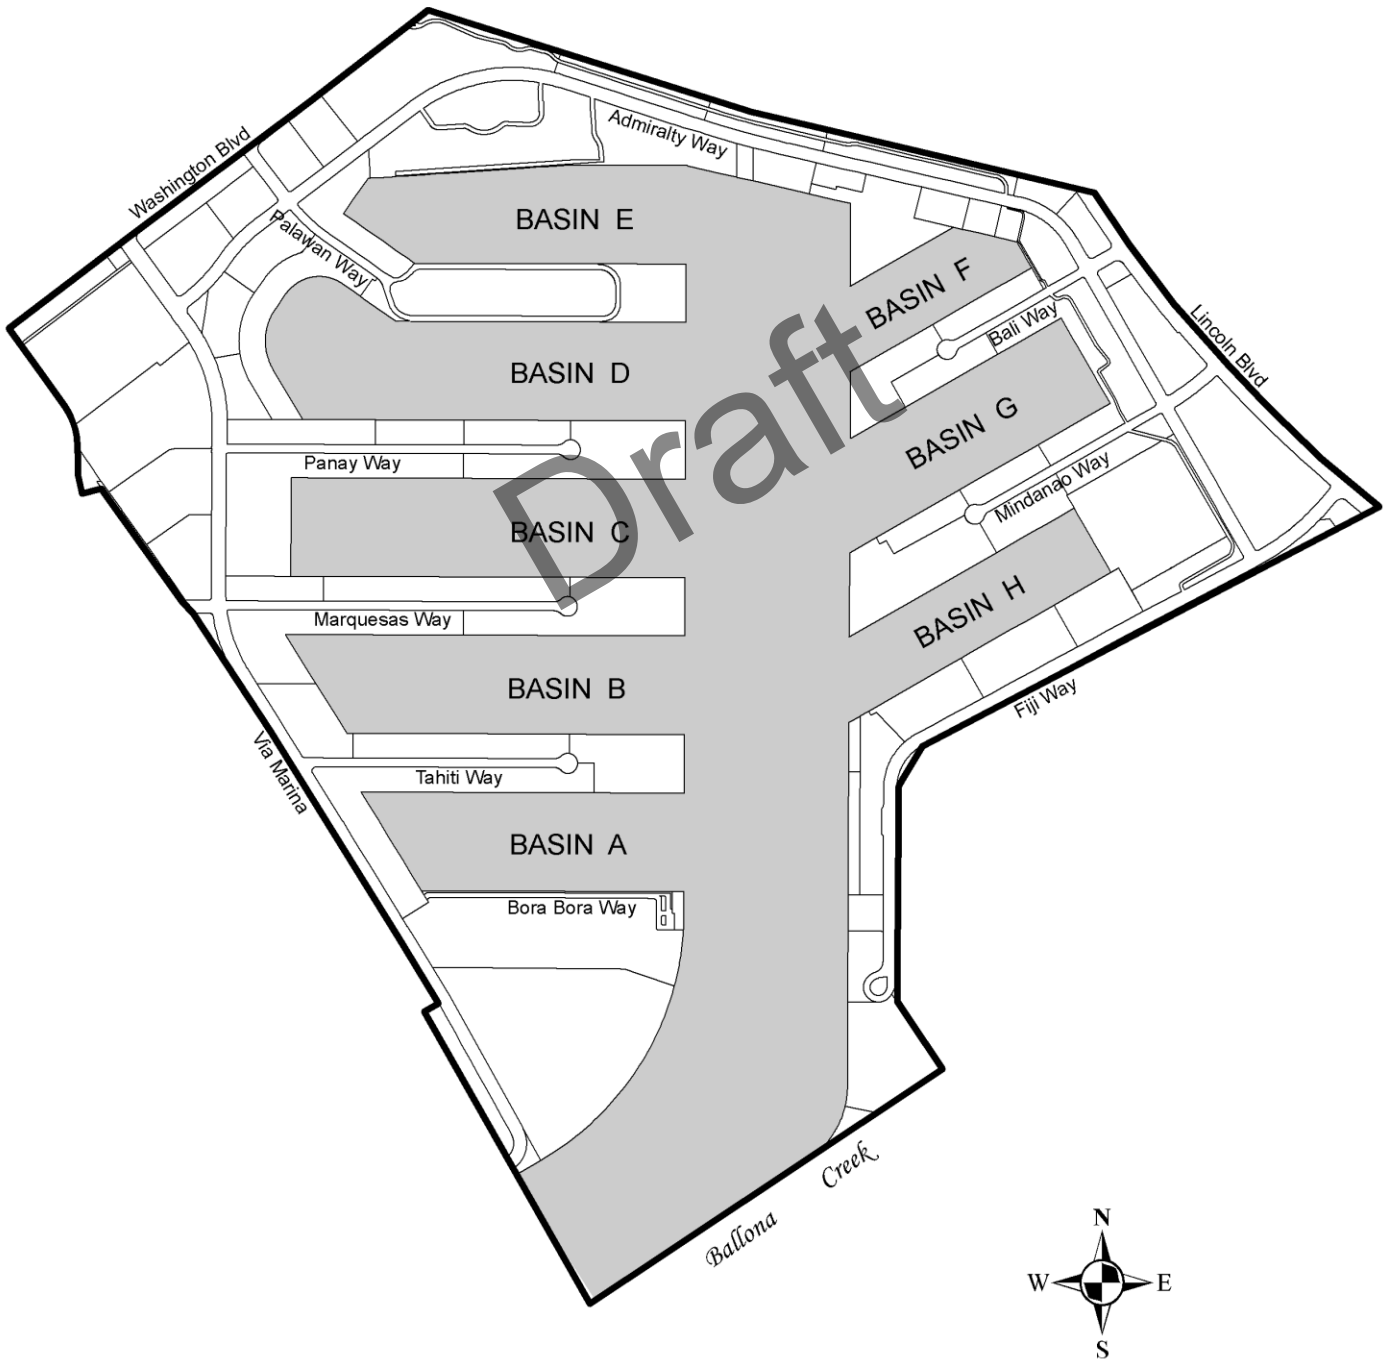 Washington Blvd
Admiralty Way
Palawan Way
BASIN E
BASIN F
Bali Way
Lincoln Blvd
BASIN D
BASIN G
Panay Way
Mindanao Way
BASIN C
Draft
BASIN H
Marquesas Way
BASIN B
Fiji Way
Via Marina
Tahiti Way
BASIN A
Bora Bora Way
Ballona Creek
N
W E
S